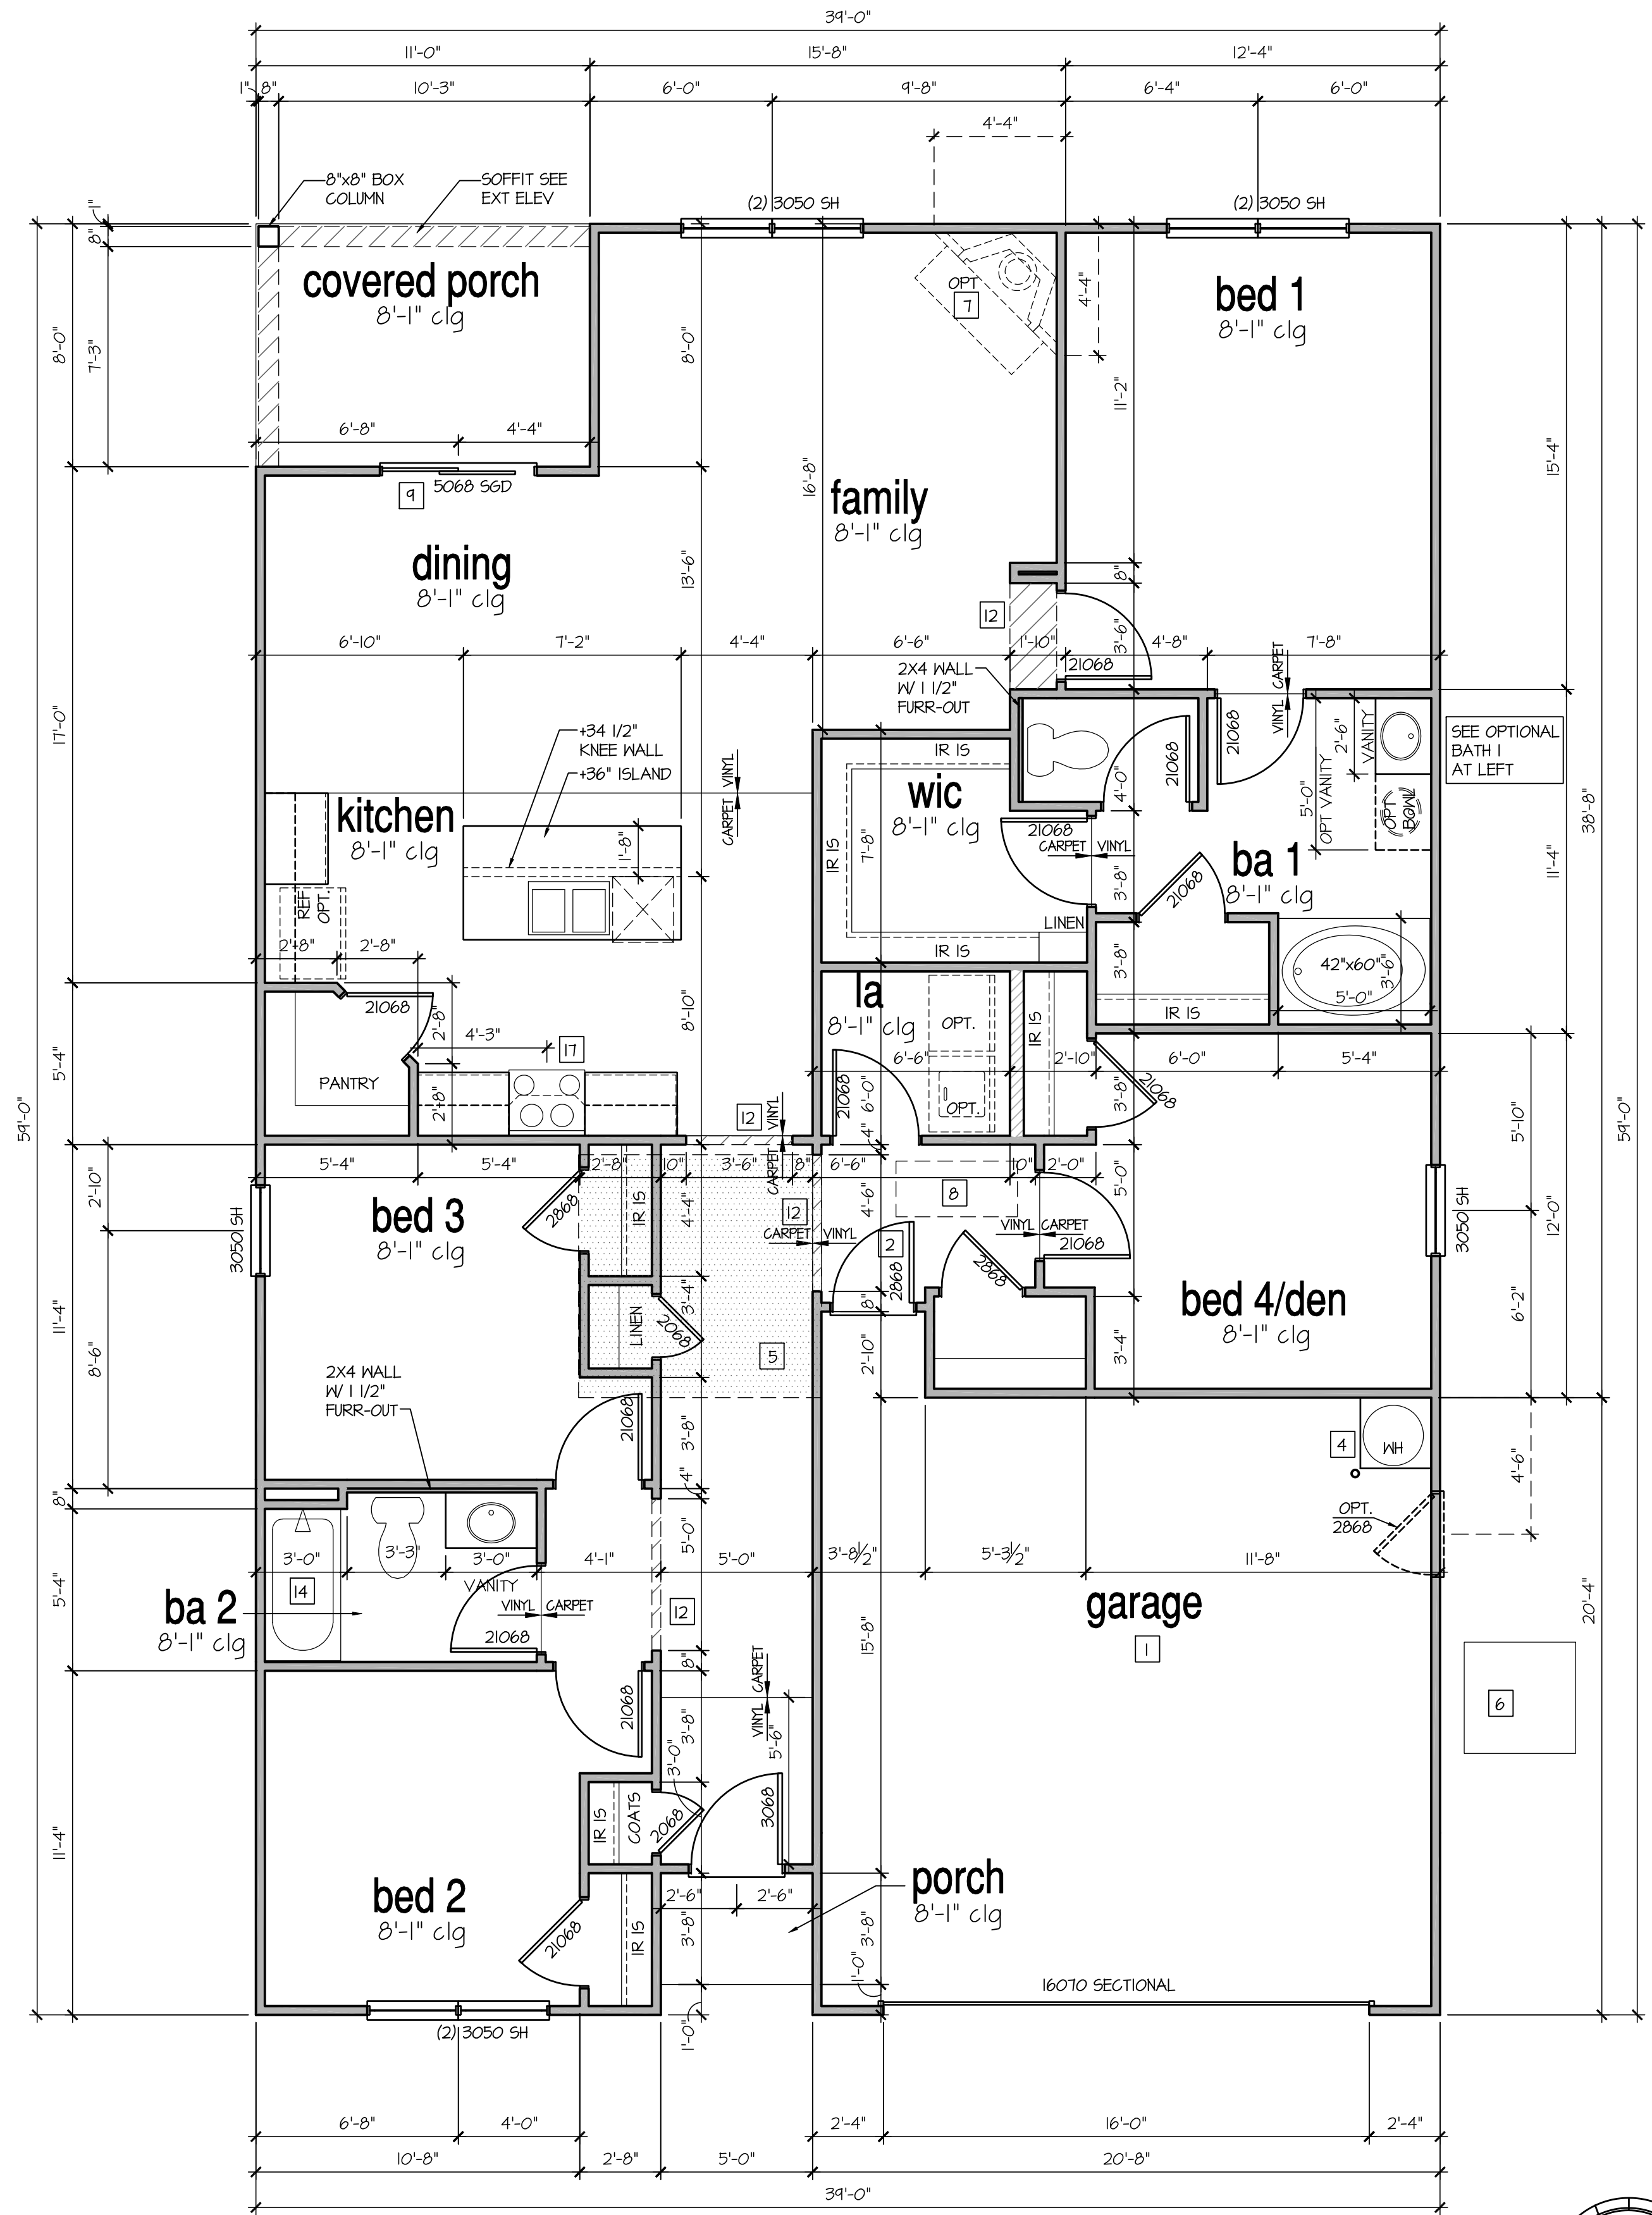 39'-0"
11'-0" 15'-8" 12'-4"
1" 8" 10'-3" 6'-0" 9'-8" 6'-4" 6'-0"
4'-4"
8"x8" BOX
COLUMN
SOFFIT SEE
EXT ELEV
(2) 3050 SH
(2) 3050 SH
1"
8"
covered porch
8'-1" clg
OPT
7
4'-4"
bed 1
8'-1" clg
8'-0"
7'-3"
8'-0"
11'-2"
6'-8" 4'-4"
15'-4"
9
5068 SGD
16'-8"
family
8'-1" clg
dining
8'-1" clg
13'-6"
8"
12
3'-6"
6'-10" 7'-2" 4'-4" 6'-6" 1'-10" 4'-8" 7'-8"
21068
2X4 WALL
W/ 1 1/2"
FURR-OUT
CARPET
VINYL
17'-0"
+34 1/2"
KNEE WALL
+36" ISLAND
VINYL
CARPET
IR IS
21068
21068
2'-6"
VANITY
5'-0"
OPT VANITY
OPT
BOWL
SEE OPTIONAL
BATH 1
AT LEFT
38'-8"
kitchen
8'-1" clg
1'-8"
wic
8'-1" clg
IR IS
7'-8"
4'-0"
21068
CARPET VINYL
3'-8"
ba 1
8'-1" clg
21068
11'-4"
REF
OPT.
2'-8" 2'-8"
LINEN
IR IS
3'-8"
42"x60"
3'-6"
5'-0"
IR IS
21068
2'-8"
8'-10"
la
8'-1" clg
OPT.
IR IS
4'-3"
17
5'-4"
6'-6" 2'-10" 6'-0" 5'-4"
PANTRY
2'-8"
21068
6'-0"
OPT.
3'-8"
21068
59'-0"
59'-0"
12
VINYL
CARPET
4"
5'-10"
2'-10"
5'-4" 5'-4" 2'-8" 10" 3'-6" 8" 6'-6" 10" 2'-0"
5'-0"
bed 3
8'-1" clg
3050 SH
2868
IR IS
4'-4"
12
CARPET VINYL
4'-6"
8
2
VINYL CARPET
21068
3050 SH
12'-0"
2868
2868
bed 4/den
8'-1" clg
11'-4"
8'-6"
LINEN
2068
3'-4"
5
8"
2'-10"
3'-4"
6'-2"
2X4 WALL
W/ 1 1/2"
FURR-OUT
21068
3'-8"
4
WH
4'-6"
4"
8"
OPT.
2868
5'-0"
3'-0" 3'-3" 3'-0" 4'-1" 5'-0" 3'-8 1/2" 5'-3 1/2" 11'-8"
14
VANITY
VINYL CARPET
21068
5'-4"
ba 2
8'-1" clg
12
garage
1
20'-4"
15'-8"
8"
CARPET
VINYL
6
21068
3'-8"
5'-6"
3'-0"
IR IS
COATS
2068
3068
11'-4"
bed 2
8'-1" clg
porch
8'-1" clg
2'-6" 2'-6"
21068
IR IS
3'-8"
3'-8"
1'-0"
16070 SECTIONAL
(2) 3050 SH
1'-0"
6'-8" 4'-0" 2'-4" 16'-0" 2'-4"
10'-8" 2'-8" 5'-0" 20'-8"
39'-0"